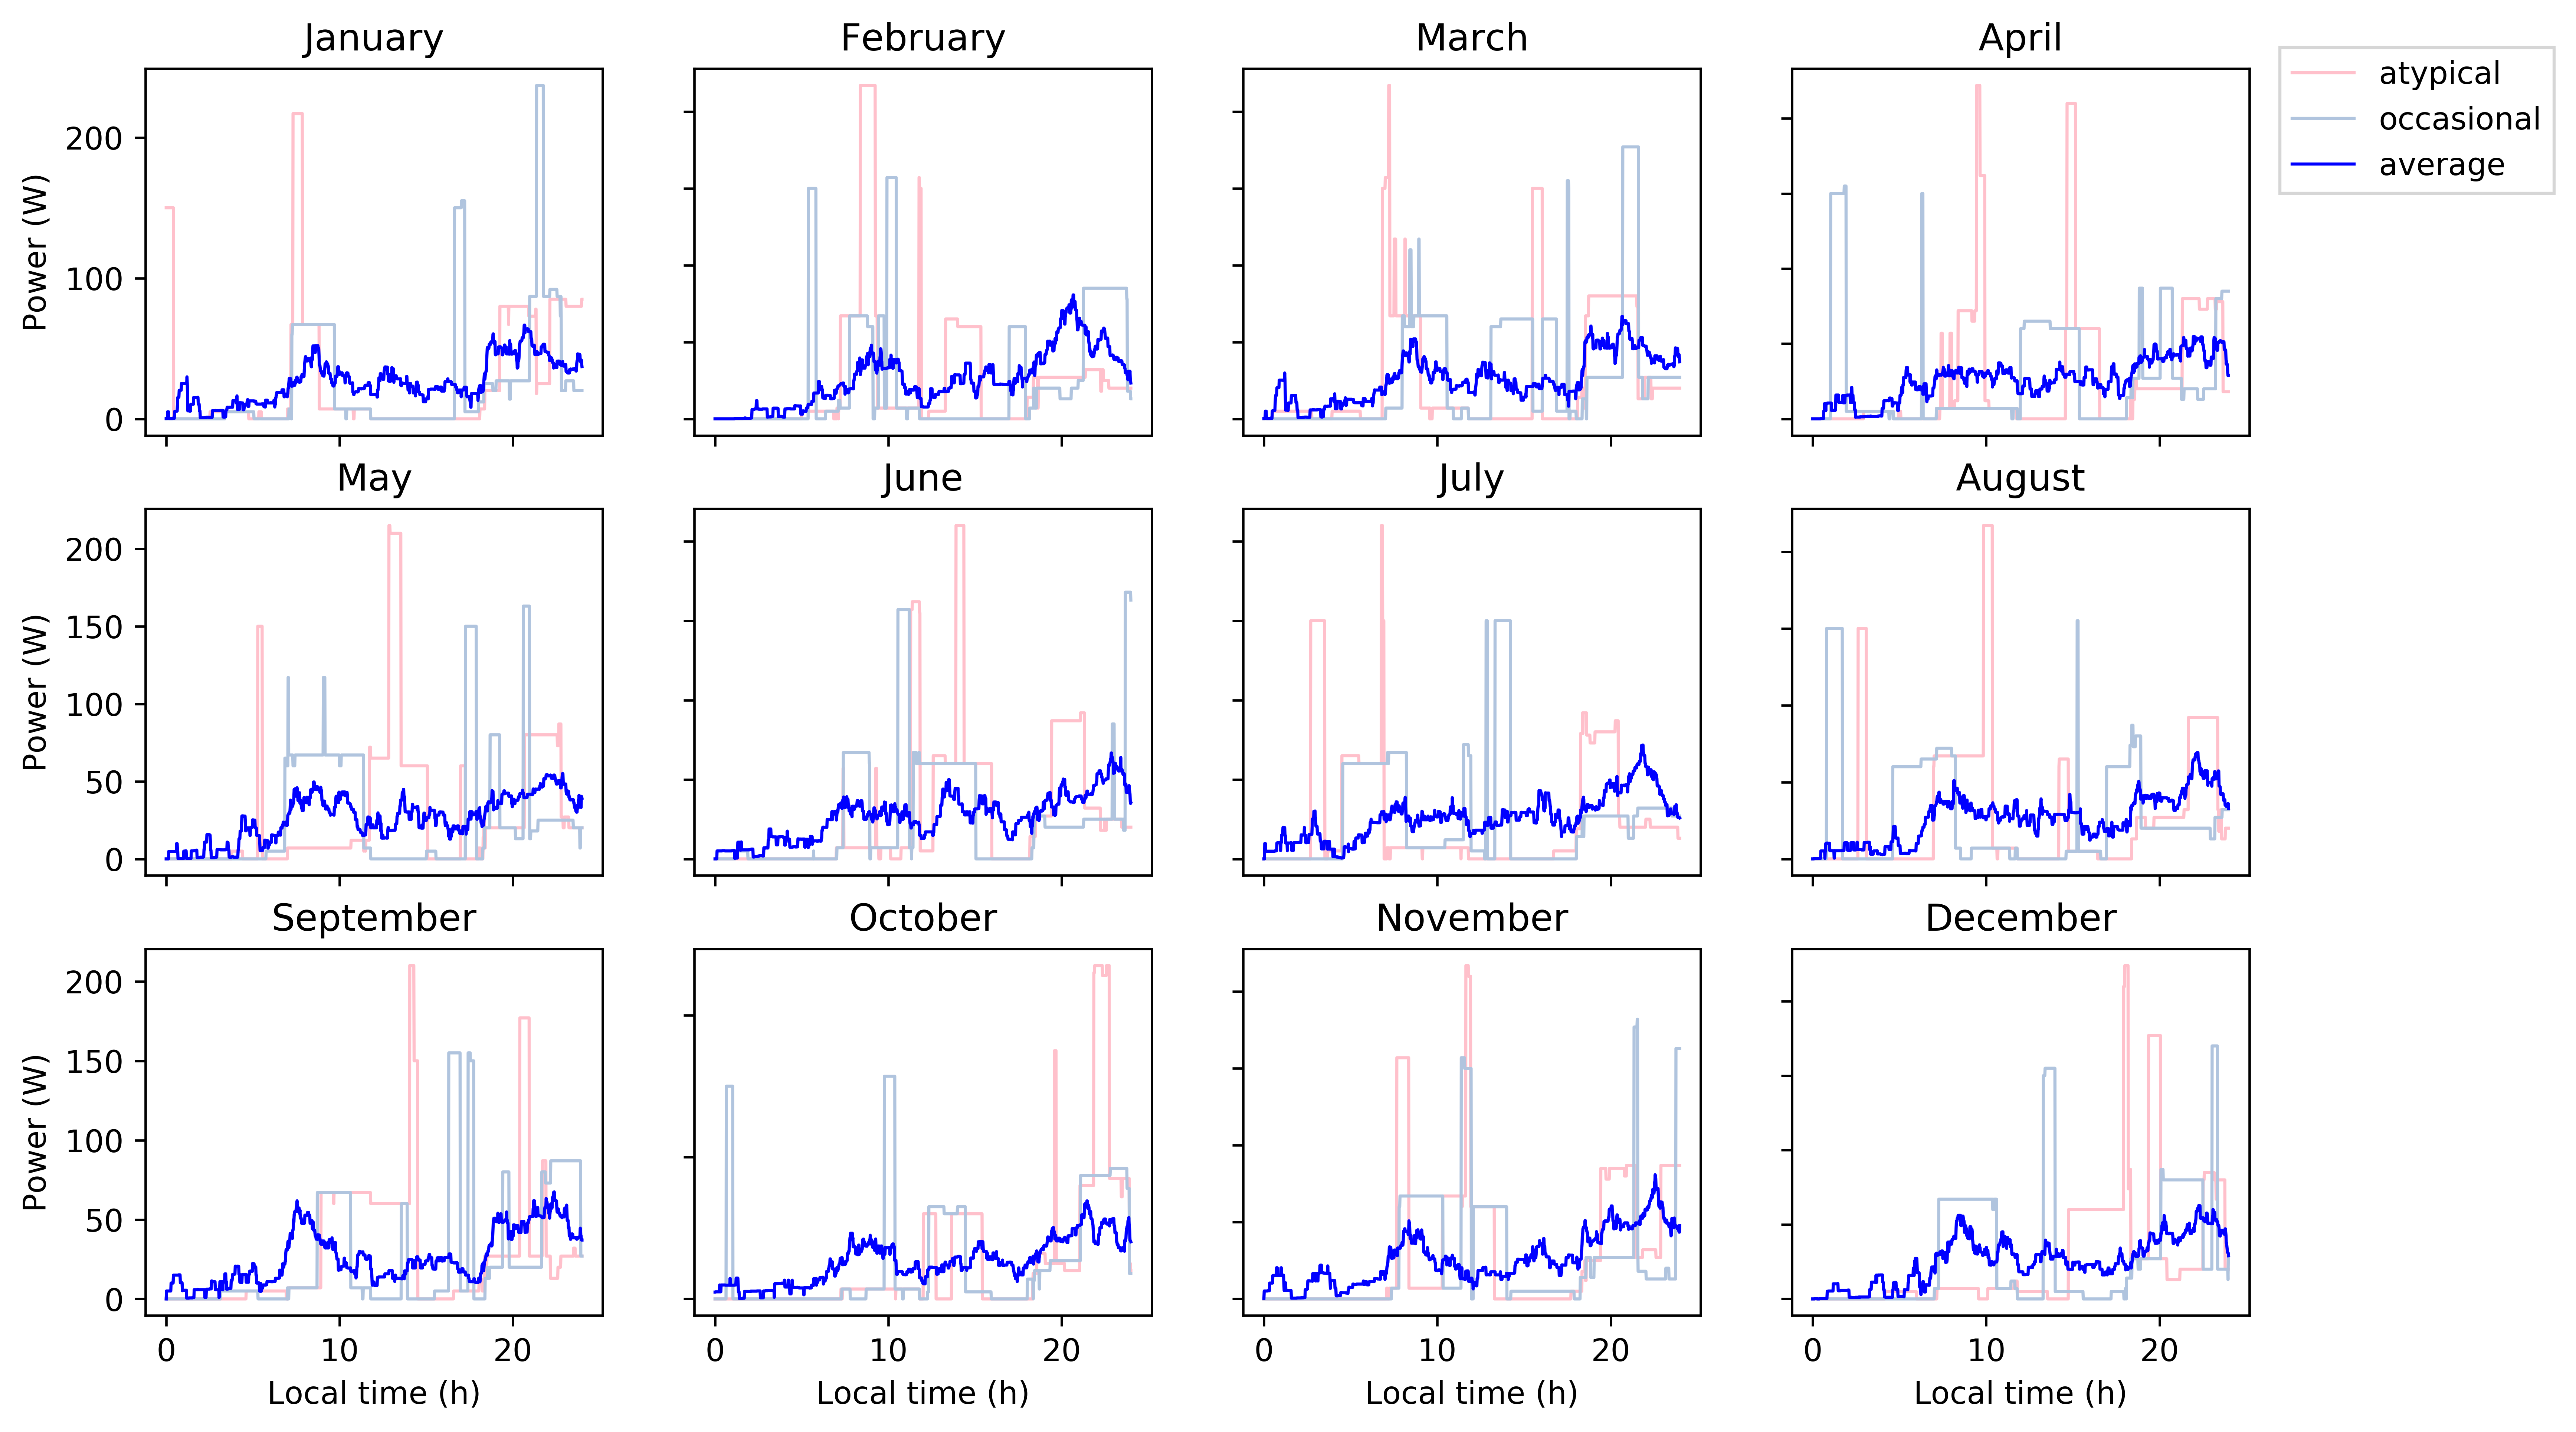 January
February
March
April
atypical
occasional
average
Power (W)
200
100
0
May
June
July
August
Power (W)
200
150
100
50
0
September
October
November
December
Power (W)
200
150
100
50
0
0 10 20
0 10 20
0 10 20
0 10 20
Local time (h)
Local time (h)
Local time (h)
Local time (h)